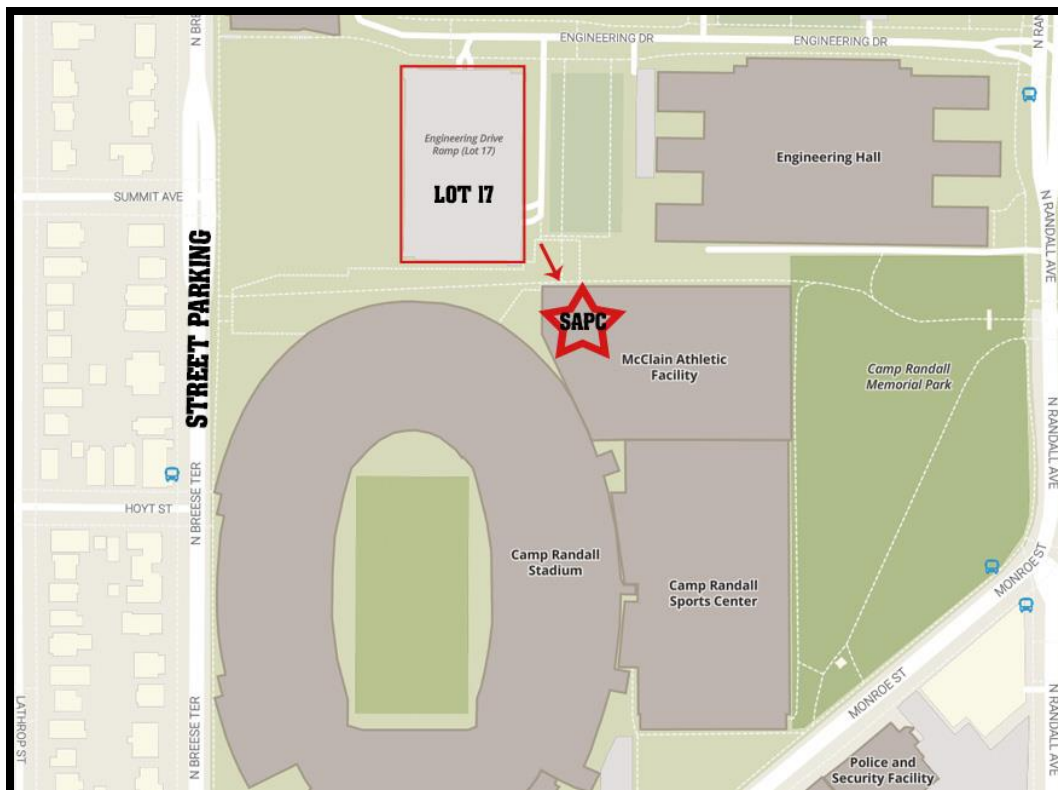 N BREE
ENGINEERING DR
ENGINEERING DR
N RAN
Engineering Drive
Ramp (Lot 17)
LOT 17
Engineering Hall
SUMMIT AVE
N RANDALL AVE
STREET PARKING
SAPC
McClain Athletic
Facility
Camp Randall
Memorial Park
N RANDALL AVE
HOYT ST
N BREESE TER
Camp Randall
Stadium
Camp Randall
Sports Center
MONROE ST
MONROE ST
LATHROP ST
N BREESE TER
N RANDALL AVE
Police and
Security Facility